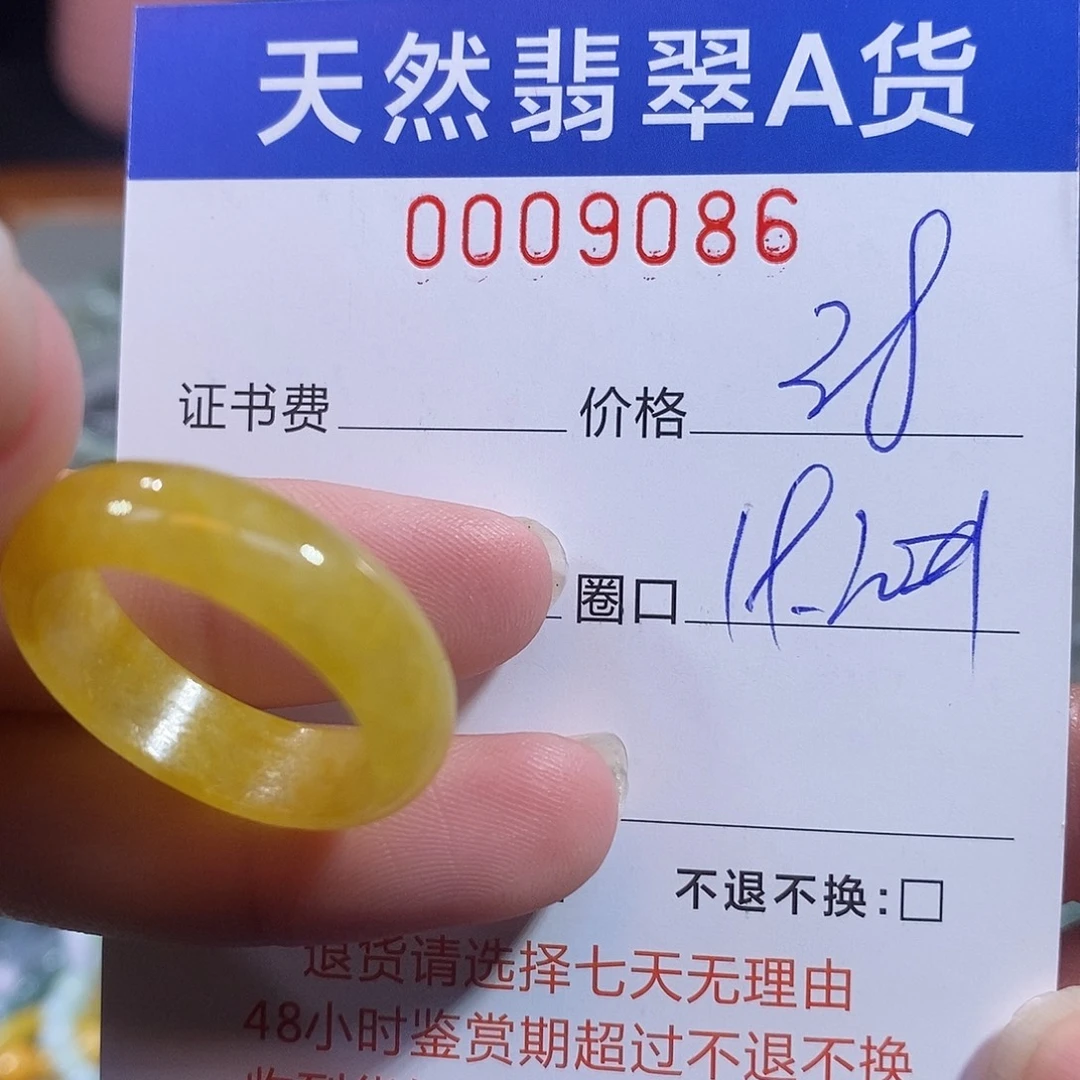 天然翡翠A货
0009086
证书费 价格 28
圈口
不退不换:□
退货请选择七天无理由
48小时鉴赏期超过不退不换